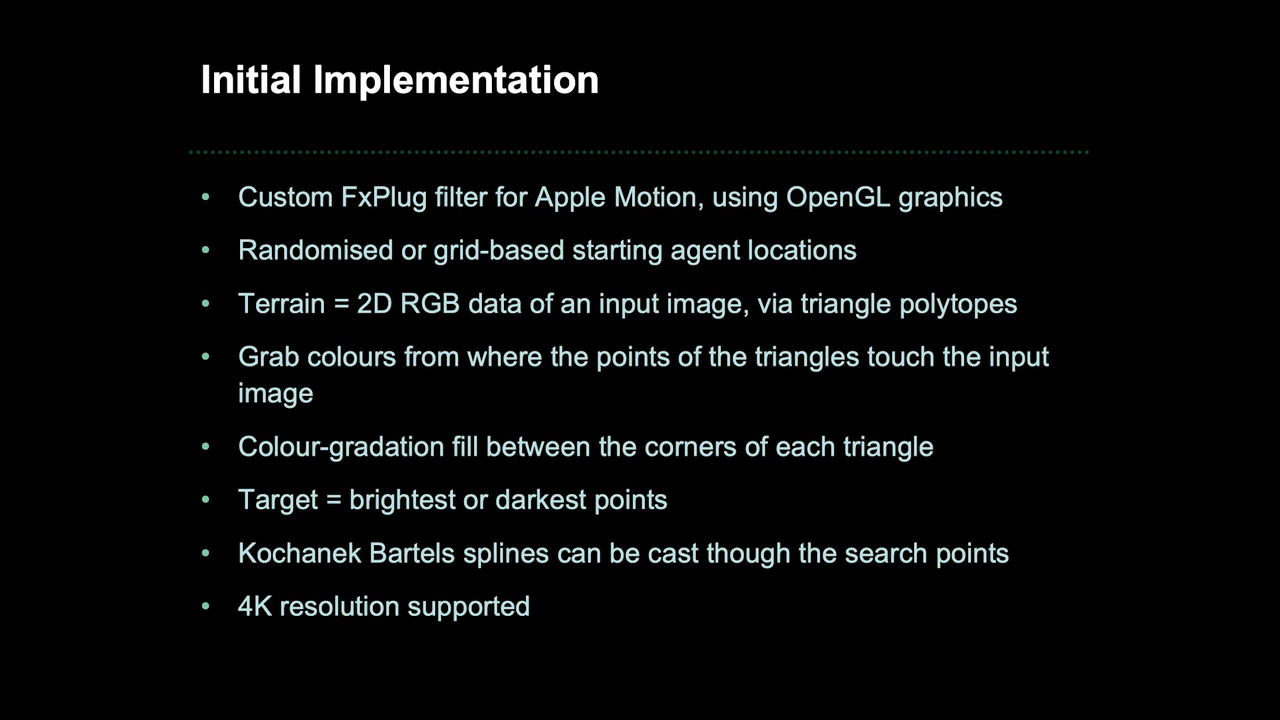 Initial Implementation
• Custom FxPlug filter for Apple Motion, using OpenGL graphics
• Randomised or grid-based starting agent locations
• Terrain = 2D RGB data of an input image, via triangle polytopes
• Grab colours from where the points of the triangles touch the input
image
• Colour-gradation fill between the corners of each triangle
• Target = brightest or darkest points
• Kochanek Bartels splines can be cast though the search points
• 4K resolution supported